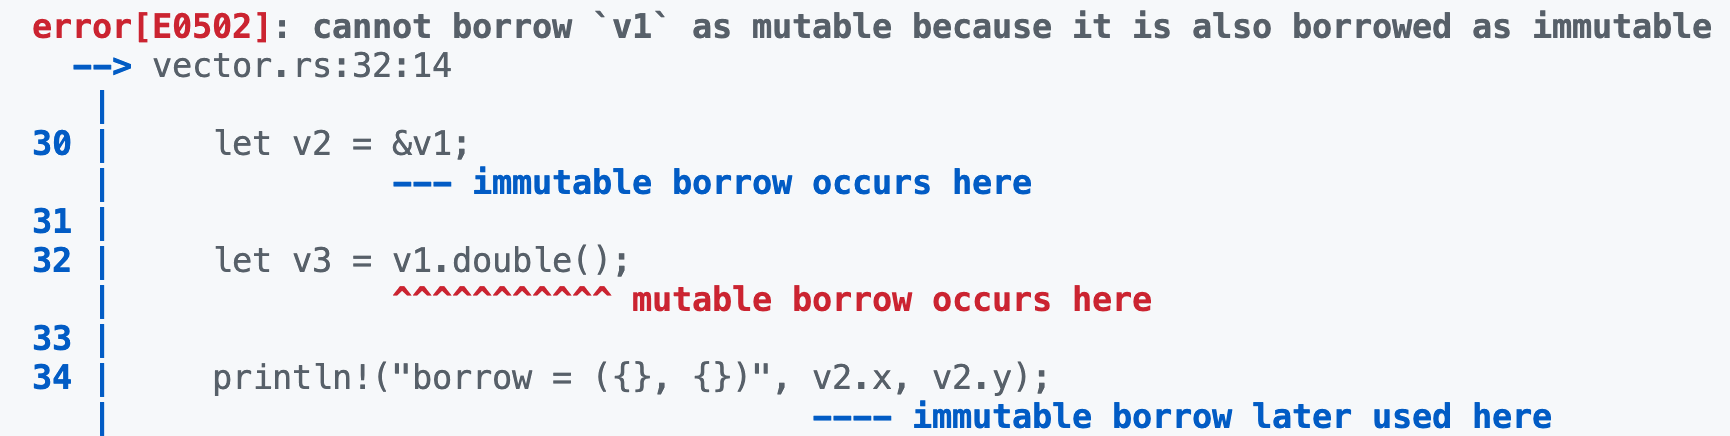 error[E0502]: cannot borrow `v1` as mutable because it is also borrowed as immutable
  --> vector.rs:32:14
   |
30 |     let v2 = &v1;
   |              --- immutable borrow occurs here
31 |
32 |     let v3 = v1.double();
   |              ^^^^^^^^^^^ mutable borrow occurs here
33 |
34 |     println!("borrow = ({}, {})", v2.x, v2.y);
   |                                   ---- immutable borrow later used here